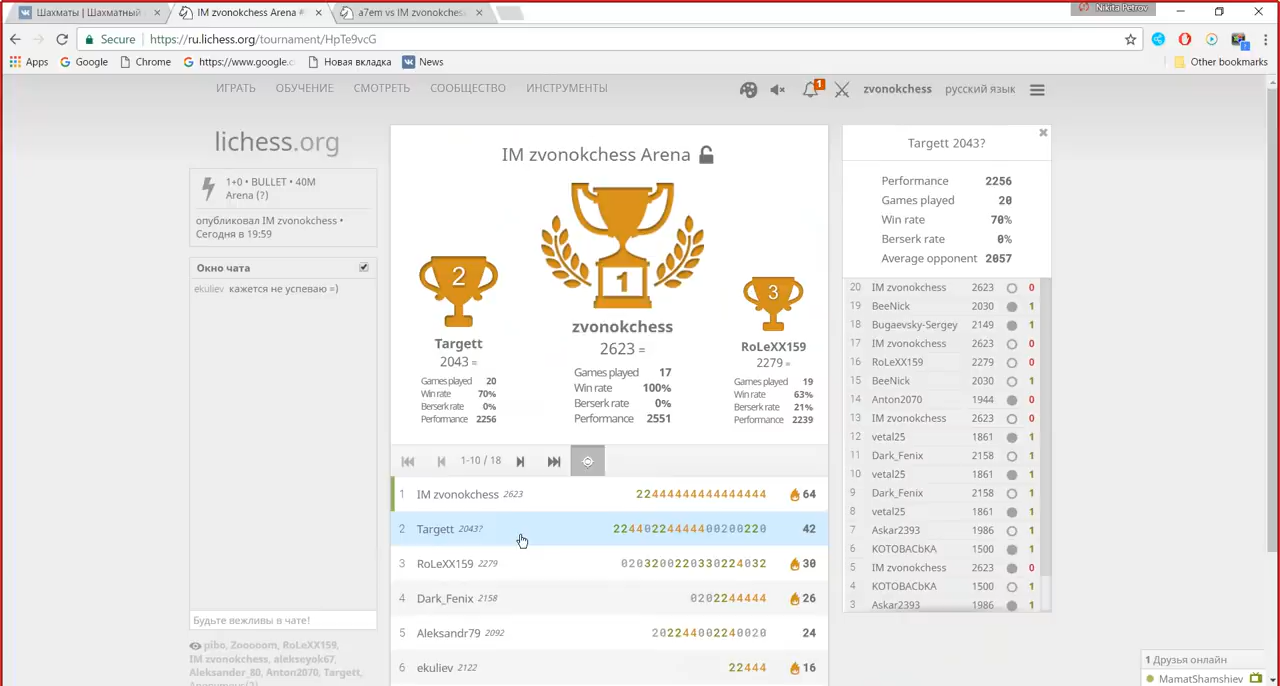 Шахматы | Шахматный
IM zvonokchess Arena
a7em vs IM zvonokchess
Nikita Petrov
Secure
https://ru.lichess.org/tournament/HpTe9vcG
Apps
Google
Chrome
https://www.google.c
Новая вкладка
News
Other bookmarks
ИГРАТЬ ОБУЧЕНИЕ СМОТРЕТЬ СООБЩЕСТВО ИНСТРУМЕНТЫ
1
zvonokchess
русский язык
lichess.org
1+0 • BULLET • 40M
Arena (?)
опубликовал IM zvonokchess •
Сегодня в 19:59
Окно чата
ekuliev кажется не успеваю =)
Будьте вежливы в чате!
pibo, Zooooom, RoLeXX159,
IM zvonokchess, alekseyok67,
Aleksandr_80, Anton2070, Targett,
IM zvonokchess Arena
2
Targett
2043 =
Games played 20
Win rate 70%
Berserk rate 0%
Performance 2256
1
zvonokchess
2623 =
Games played 17
Win rate 100%
Berserk rate 0%
Performance 2551
3
RoLeXX159
2279 =
Games played 19
Win rate 63%
Berserk rate 21%
Performance 2239
1-10 / 18
1 IM zvonokchess 2623 22444444444444444 64
2 Targett 2043? 22440224444400200220 42
3 RoLeXX159 2279 0203200220330224032 30
4 Dark_Fenix 2158 02022444444 26
5 Aleksandr79 2092 2022440022400​20 24
6 ekuliev 2122 22444 16
Targett 2043?
Performance 2256
Games played 20
Win rate 70%
Berserk rate 0%
Average opponent 2057
20 IM zvonokchess 2623 0
19 BeeNick 2030 1
18 Bugaevsky-Sergey 2149 1
17 IM zvonokchess 2623 0
16 RoLeXX159 2279 0
15 BeeNick 2030 1
14 Anton2070 1944 0
13 IM zvonokchess 2623 0
12 vetal25 1861 1
11 Dark_Fenix 2158 1
10 vetal25 1861 1
9 Dark_Fenix 2158 1
8 vetal25 1861 1
7 Askar2393 1986 1
6 KOTOBACbKA 1500 1
5 IM zvonokchess 2623 0
4 KOTOBACbKA 1500 1
3 Askar2393 1986 1
1 Друзья онлайн
MamatShamshiev